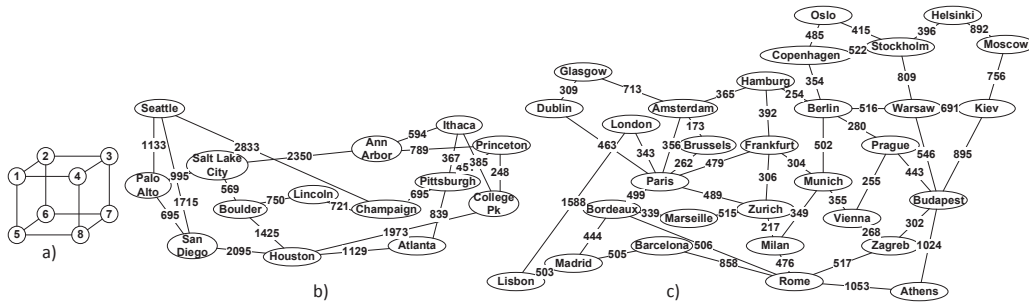 2
3
1
4
6
7
5
8
a)
Seattle
1133
995
1715
2833
Salt Lake City
2350
Ann Arbor
594
Ithaca
789
Princeton
367
45
385
248
Palo Alto
569
Boulder
750
Lincoln
721
Champaign
695
Pittsburgh
College Pk
695
1425
839
1973
San Diego
2095
Houston
1129
Atlanta
b)
Oslo
415
485
Copenhagen
522
Stockholm
396
Helsinki
892
Moscow
354
809
756
Glasgow
309
713
Dublin
Hamburg
365
254
Amsterdam
392
Berlin
516
Warsaw
691
Kiev
London
463
343
356
173
Brussels
262
479
Frankfurt
304
502
280
Prague
546
895
Paris
489
306
Munich
255
443
499
355
Budapest
1588
Bordeaux
339
Marseille
515
Zurich
349
Vienna
302
217
268
444
Barcelona
506
Milan
Zagreb
1024
Lisbon
503
Madrid
505
858
476
517
Rome
1053
Athens
c)